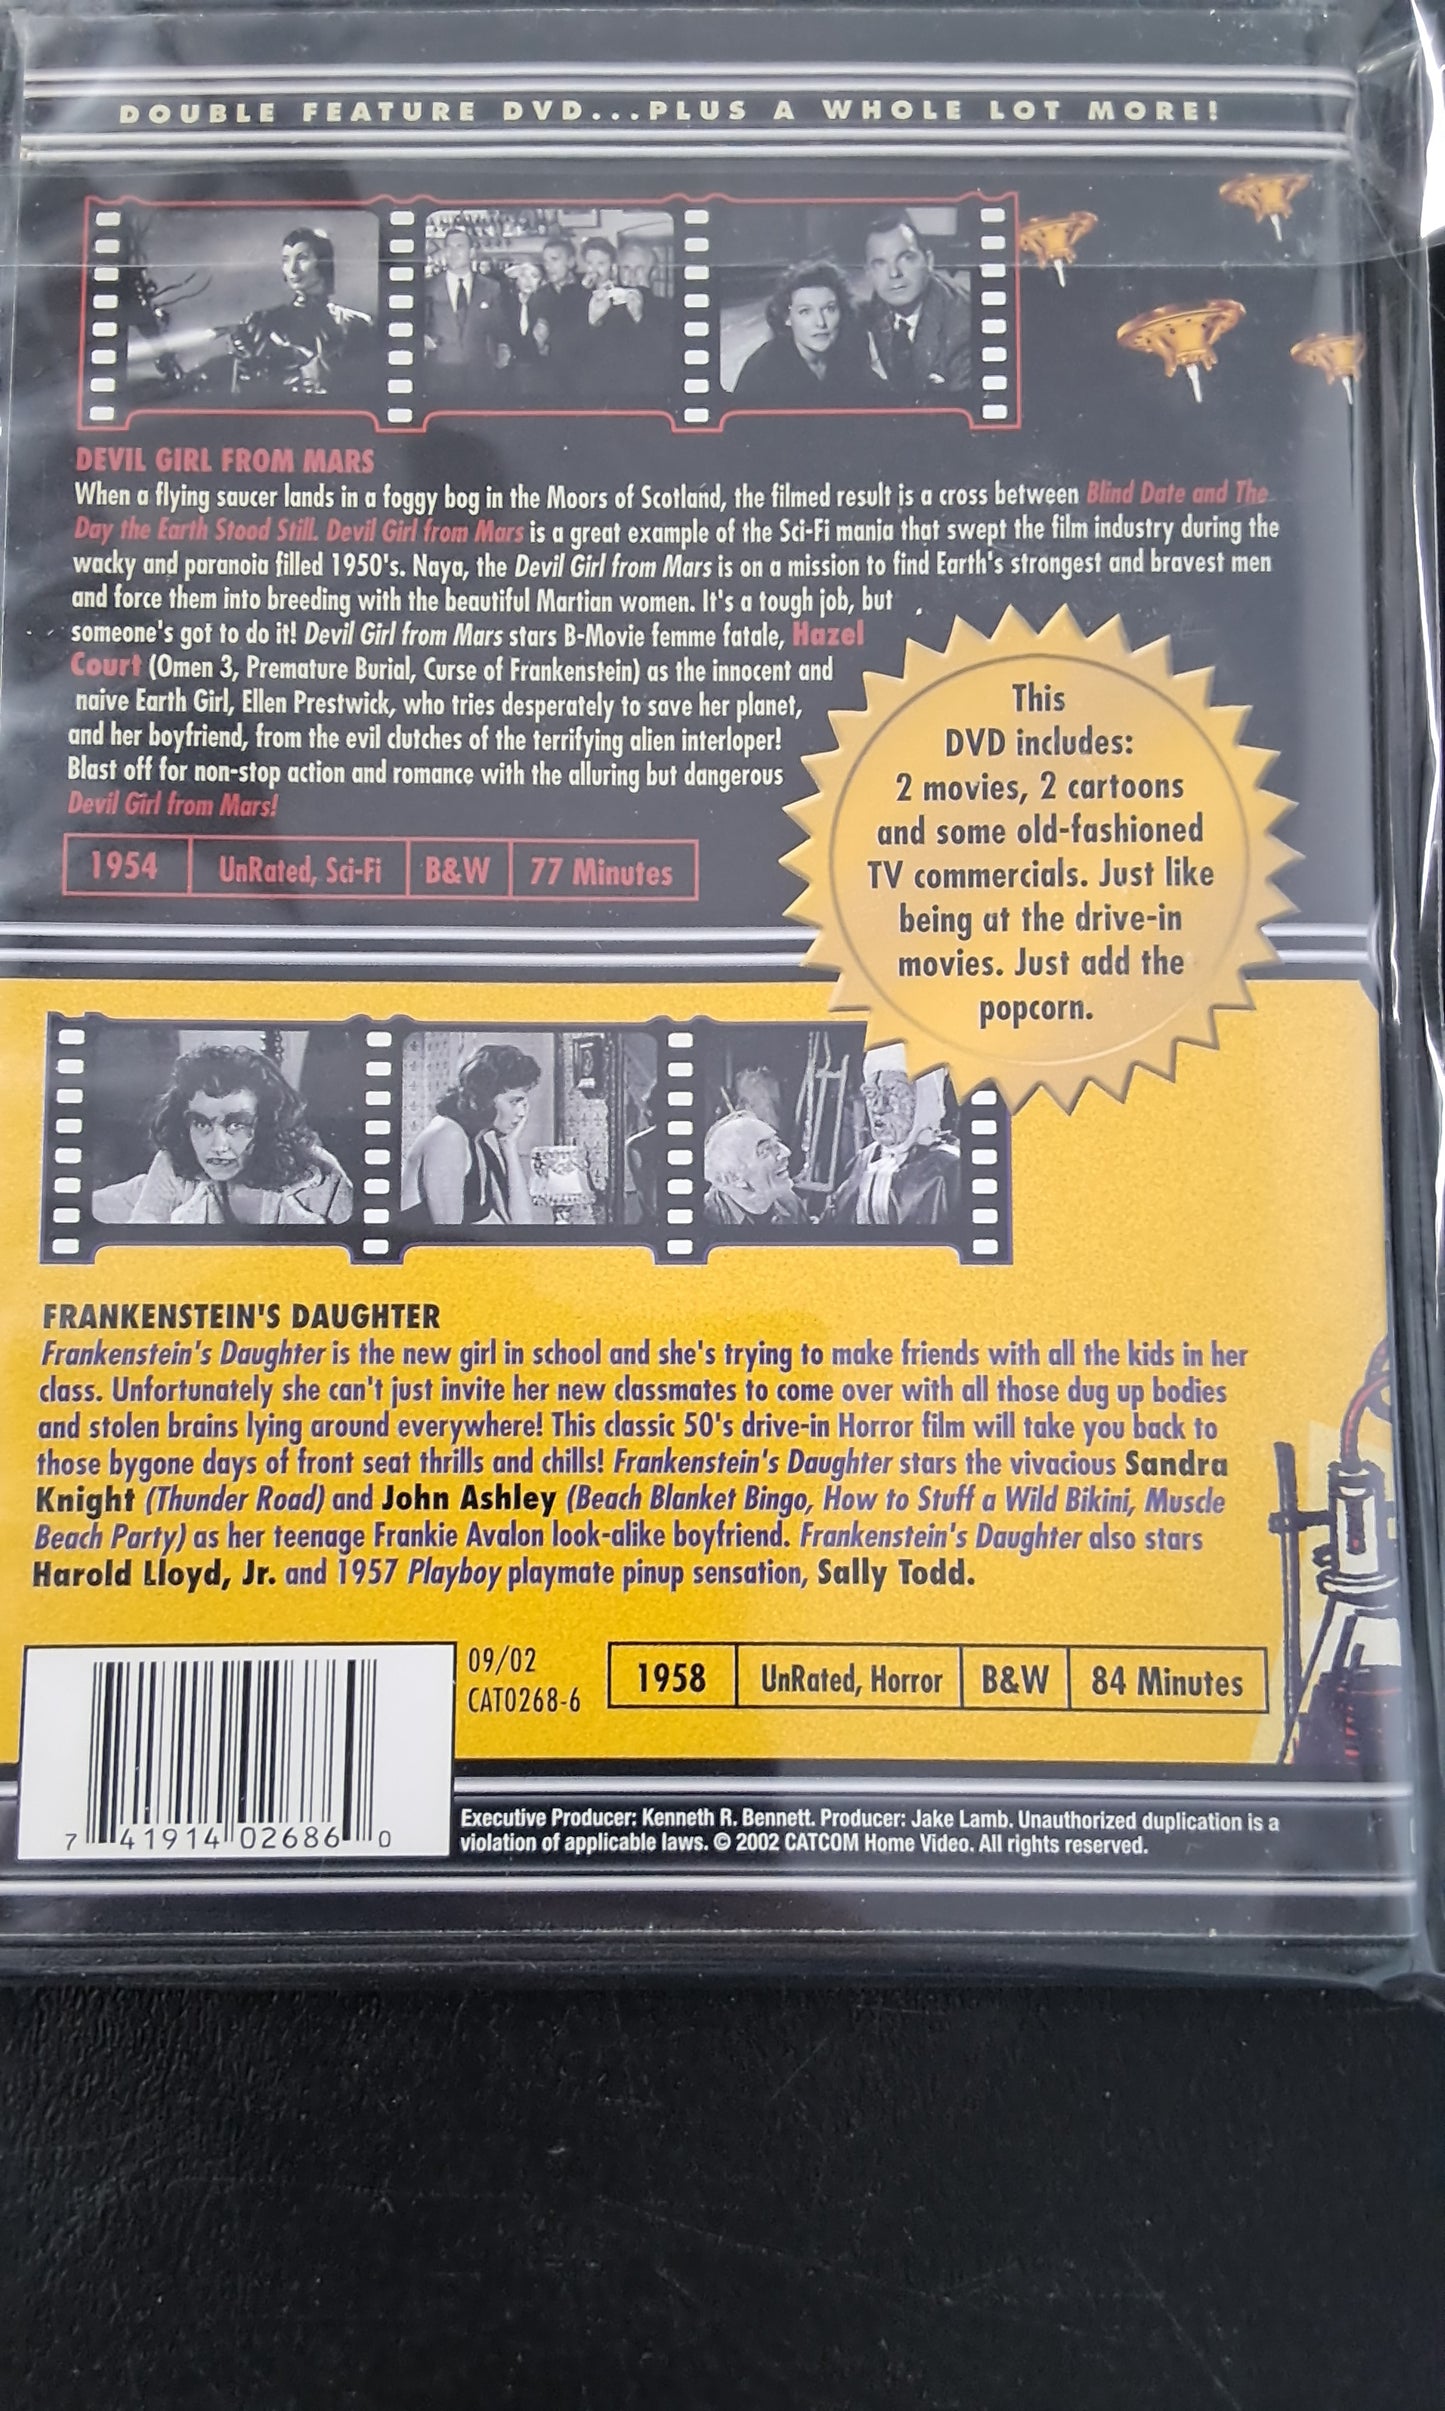 DOUBLE FEATURE DVD...PLUS A WHOLE LOT MORE!
DEVIL GIRL FROM MARS
When a flying saucer lands in a foggy bog in the Moors of Scotland, the filmed result is a cross between Blind Date and The
Day the Earth Stood Still. Devil Girl from Mars is a great example of the Sci-Fi mania that swept the film industry during the
wacky and paranoia filled 1950's. Naya, the Devil Girl from Mars is on a mission to find Earth's strongest and bravest men
and force them into breeding with the beautiful Martian women. It's a tough job, but
someone's got to do it! Devil Girl from Mars stars B-Movie femme fatale, Hazel
Court (Omen 3, Premature Burial, Curse of Frankenstein) as the innocent and
naive Earth Girl, Ellen Prestwick, who tries desperately to save her planet,
and her boyfriend, from the evil clutches of the terrifying alien interloper!
Blast off for non-stop action and romance with the alluring but dangerous
Devil Girl from Mars!
1954 UnRated, Sci-Fi B&W 77 Minutes
This
DVD includes:
2 movies, 2 cartoons
and some old-fashioned
TV commercials. Just like
being at the drive-in
movies. Just add the
popcorn.
FRANKENSTEIN'S DAUGHTER
Frankenstein's Daughter is the new girl in school and she's trying to make friends with all the kids in her
class. Unfortunately she can't just invite her new classmates to come over with all those dug up bodies
and stolen brains lying around everywhere! This classic 50's drive-in Horror film will take you back to
those bygone days of front seat thrills and chills! Frankenstein's Daughter stars the vivacious Sandra
Knight (Thunder Road) and John Ashley (Beach Blanket Bingo, How to Stuff a Wild Bikini, Muscle
Beach Party) as her teenage Frankie Avalon look-alike boyfriend. Frankenstein's Daughter also stars
Harold Lloyd, Jr. and 1957 Playboy playmate pinup sensation, Sally Todd.
09/02
CAT0268-6
1958 UnRated, Horror B&W 84 Minutes
7 41914 02686 0
Executive Producer: Kenneth R. Bennett. Producer: Jake Lamb. Unauthorized duplication is a
violation of applicable laws. © 2002 CATCOM Home Video. All rights reserved.